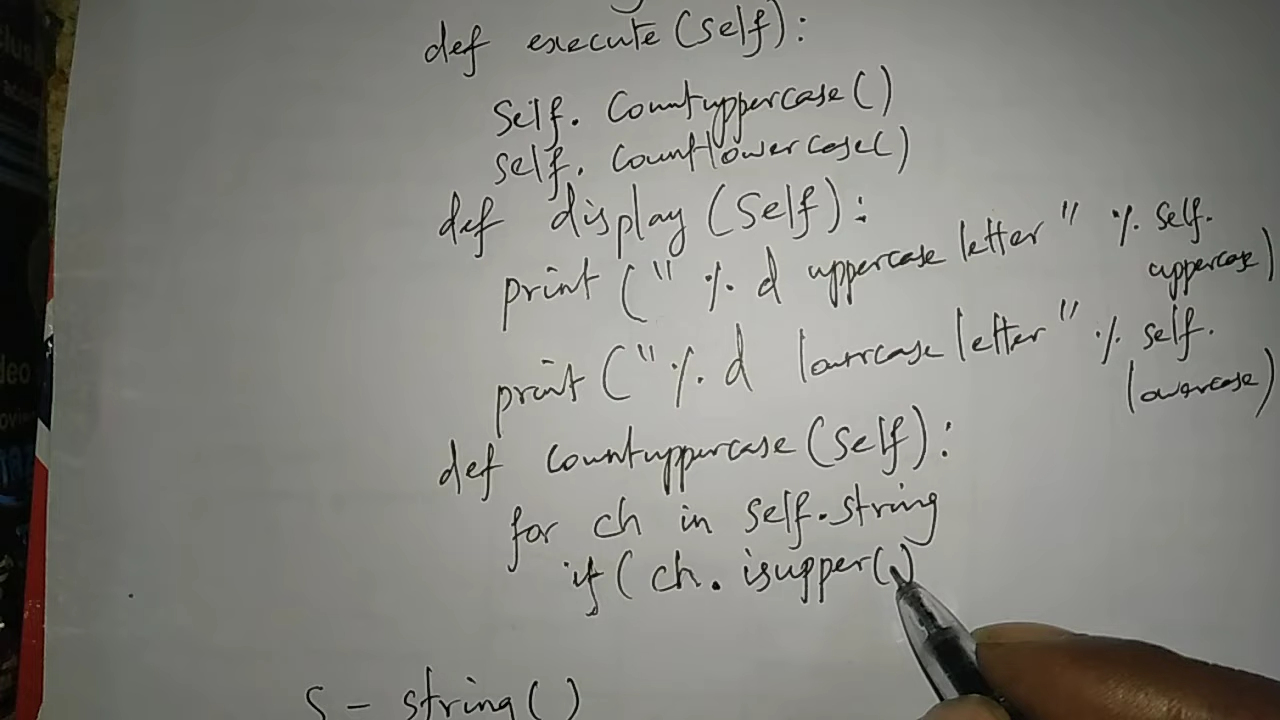 def execute(self):
self. Countuppercase()
self. Countlowercase()
def display (Self):
print (" % d uppercase letter" % self.
uppercase)
print (" % d lowercase letter" % self.
lowercase)
def countuppercase (self):
for ch in self.string
if ( ch. isupper()
S - string()